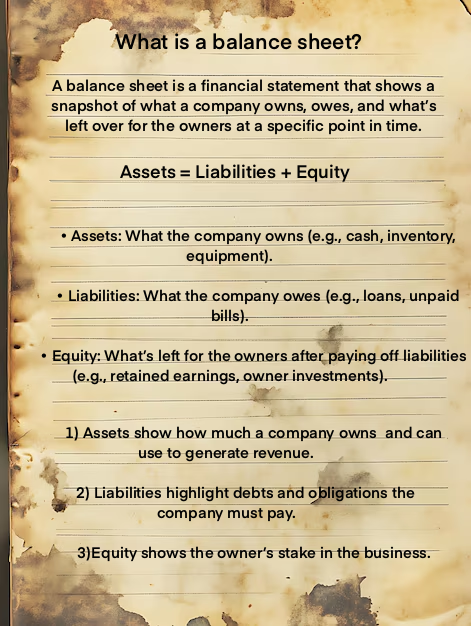 What is a balance sheet?
A balance sheet is a financial statement that shows a
snapshot of what a company owns, owes, and what's
left over for the owners at a specific point in time.
Assets = Liabilities + Equity
• Assets: What the company owns (e.g., cash, inventory,
equipment).
• Liabilities: What the company owes (e.g., loans, unpaid
bills).
• Equity: What's left for the owners after paying off liabilities
(e.g., retained earnings, owner investments).
1) Assets show how much a company owns and can
use to generate revenue.
2) Liabilities highlight debts and obligations the
company must pay.
3)Equity shows the owner's stake in the business.